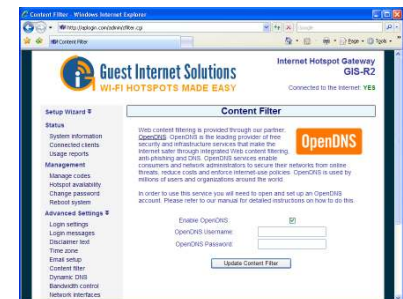 Content Filter - Windows Internet Explorer
http://aplogin.com/admin/cfilter.cgi
Google
Content Filter
Page
Tools
Guest Internet Solutions
WI-FI HOTSPOTS MADE EASY
Internet Hotspot Gateway
GIS-R2
Connected to the Internet: YES
Setup Wizard
Status
System information
Connected clients
Usage reports
Management
Manage codes
Hotspot availability
Change password
Reboot system
Advanced Settings
Login settings
Login messages
Disclaimer text
Time zone
Email setup
Content filter
Dynamic DNS
Bandwidth control
Network interfaces
Content Filter
Web content filtering is provided through our partner,
OpenDNS. OpenDNS is the leading provider of free
security and infrastructure services that make the
Internet safer through integrated Web content filtering,
anti-phishing and DNS. OpenDNS services enable
consumers and network administrators to secure their networks from online
threats, reduce costs and enforce Internet-use policies. OpenDNS is used by
millions of users and organizations around the world.
OpenDNS
In order to use this service you will need to open and set up an OpenDNS
account. Please refer to our manual for detailed instructions on how to do this.
Enable OpenDNS:
OpenDNS Username:
OpenDNS Password:
Update Content Filter